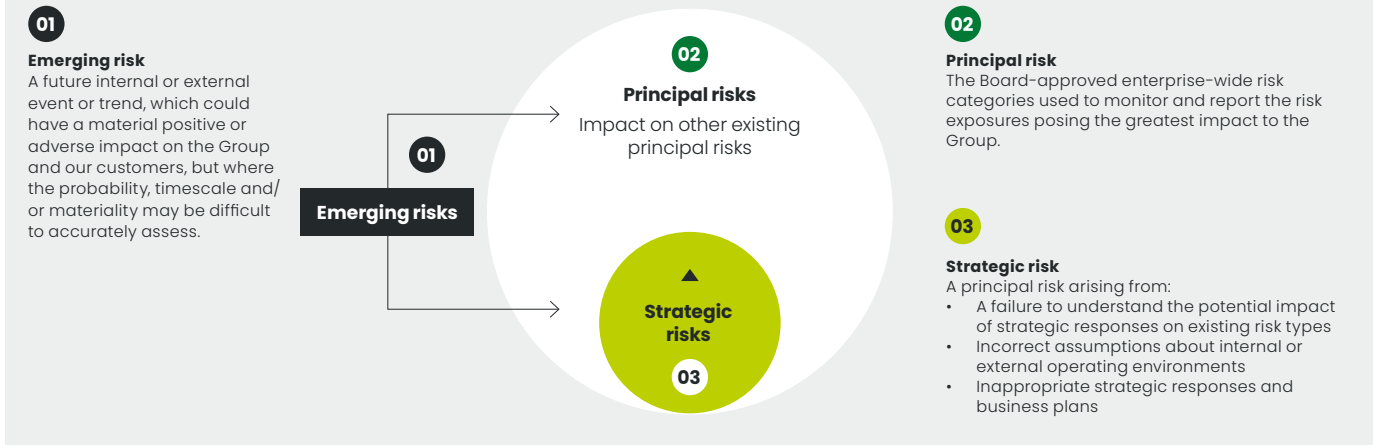 01
Emerging risk
A future internal or external
event or trend, which could
have a material positive or
adverse impact on the Group
and our customers, but where
the probability, timescale and/
or materiality may be difficult
to accurately assess.
01
Emerging risks
02
Principal risks
Impact on other existing
principal risks
Strategic
risks
03
02
Principal risk
The Board-approved enterprise-wide risk
categories used to monitor and report the risk
exposures posing the greatest impact to the
Group.
03
Strategic risk
A principal risk arising from:
• A failure to understand the potential impact
of strategic responses on existing risk types
• Incorrect assumptions about internal or
external operating environments
• Inappropriate strategic responses and
business plans